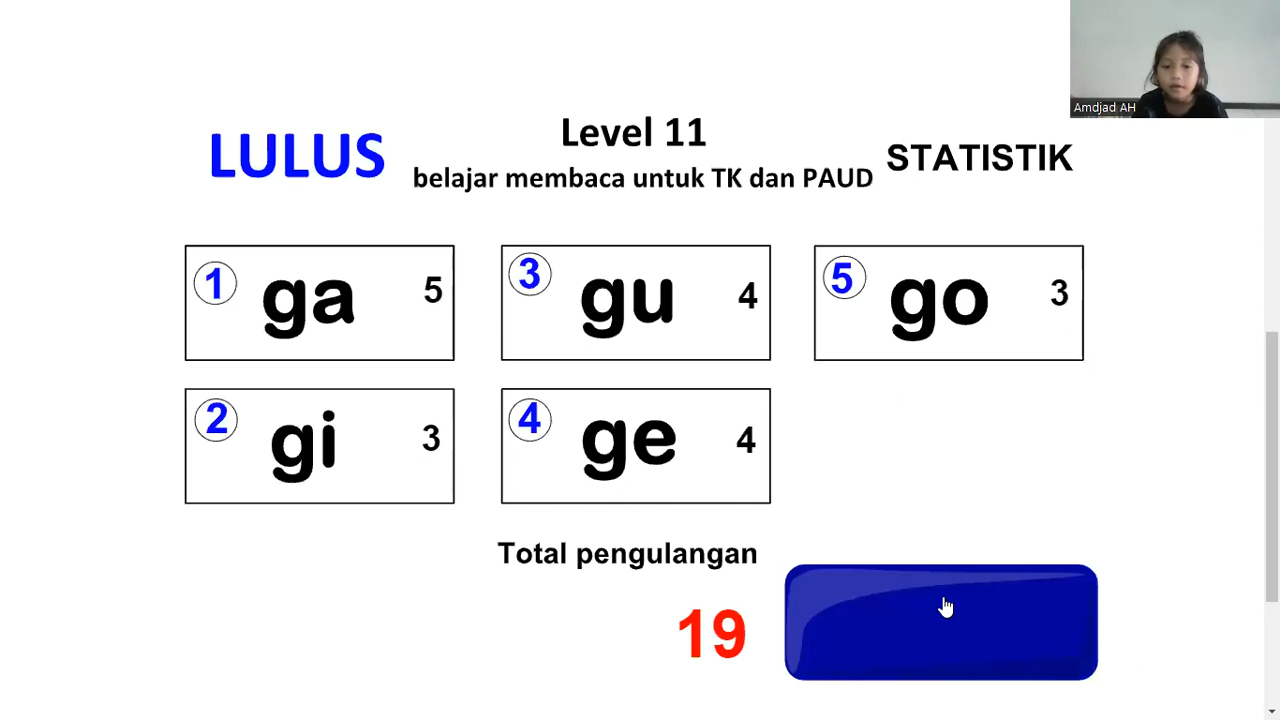 Amdjad AH
LULUS
Level 11
belajar membaca untuk TK dan PAUD
STATISTIK
1 ga 5
3 gu 4
5 go 3
2 gi 3
4 ge 4
Total pengulangan
19